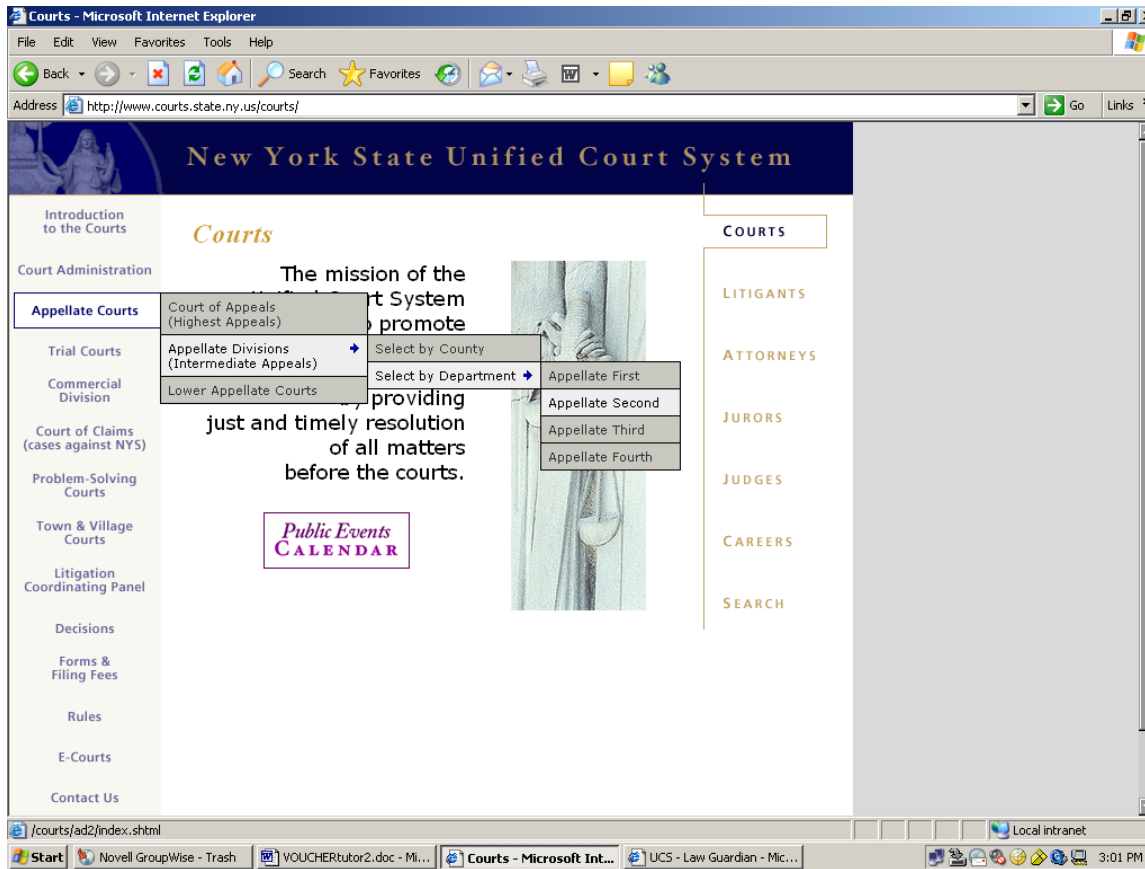 Courts - Microsoft Internet Explorer
File Edit View Favorites Tools Help
Back Search Favorites
Address http://www.courts.state.ny.us/courts/ Go Links
New York State Unified Court System
Introduction
to the Courts
Court Administration
Appellate Courts
Trial Courts
Commercial
Division
Court of Claims
(cases against NYS)
Problem-Solving
Courts
Town & Village
Courts
Litigation
Coordinating Panel
Decisions
Forms &
Filing Fees
Rules
E-Courts
Contact Us
Courts
The mission of the
System
promote
by providing
just and timely resolution
of all matters
before the courts.
Court of Appeals
(Highest Appeals)
Appellate Divisions
(Intermediate Appeals)
Lower Appellate Courts
Select by County
Select by Department
Appellate First
Appellate Second
Appellate Third
Appellate Fourth
Public Events
CALENDAR
COURTS
LITIGANTS
ATTORNEYS
JURORS
JUDGES
CAREERS
SEARCH
/courts/ad2/index.shtml Local intranet
Start Novell GroupWise - Trash VOUCHERtutor2.doc - Mi... Courts - Microsoft Int... UCS - Law Guardian - Mic... 3:01 PM